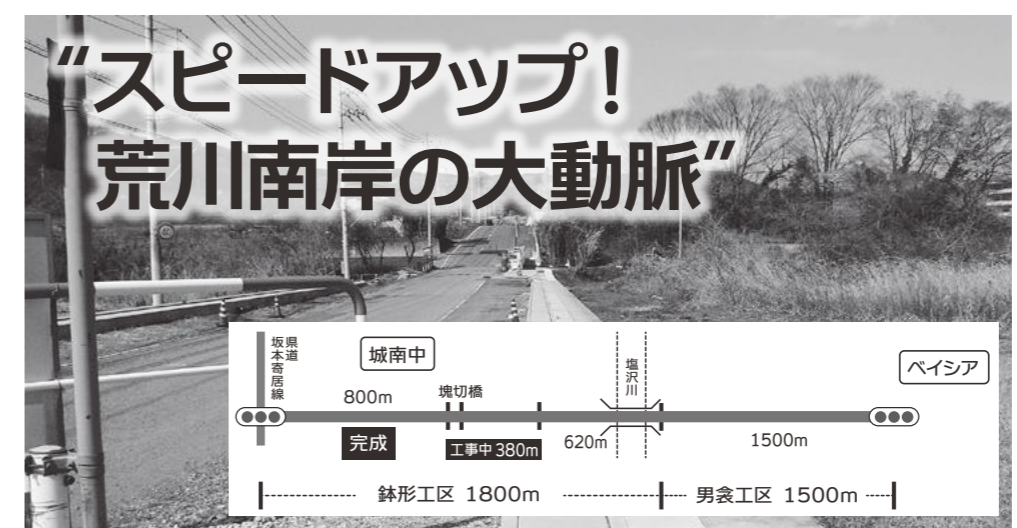 “スピードアップ!
荒川南岸の大動脈”
県道
坂本寄居線
城南中
塩沢川
ベイシア
800m
塊切橋
完成
工事中 380m
620m
1500m
鉢形工区 1800m
男衾工区 1500m